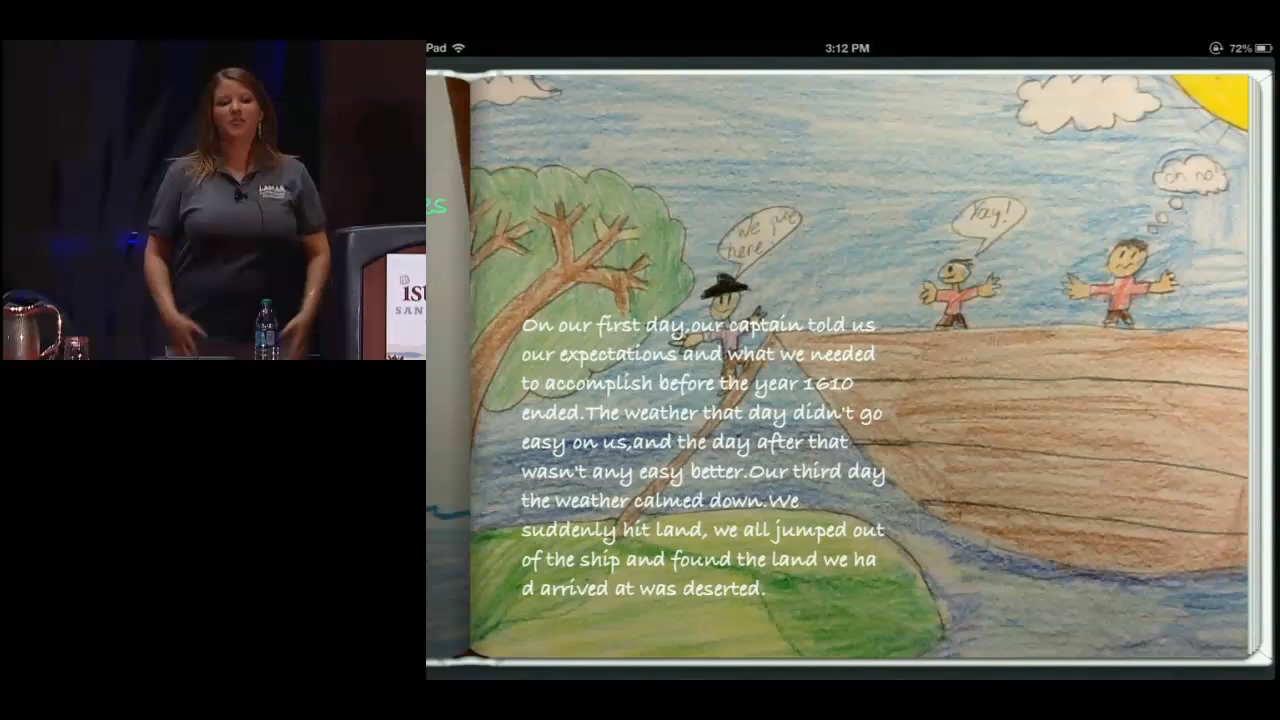 Pad
3:12 PM
72%
es
oh no!
Yay!
We are
here.
On our first day,our captain told us
our expectations and what we needed
to accomplish before the year 1610
ended.The weather that day didn't go
easy on us,and the day after that
wasn't any easy better.Our third day
the weather calmed down.We
suddenly hit land, we all jumped out
of the ship and found the land we ha
d arrived at was deserted.
LAMAR
SAN